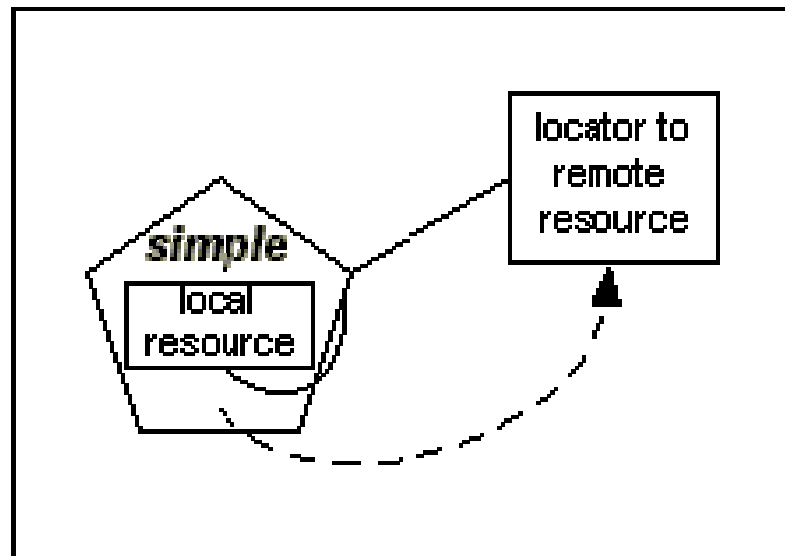 simple
local
resource
locator to
remote
resource